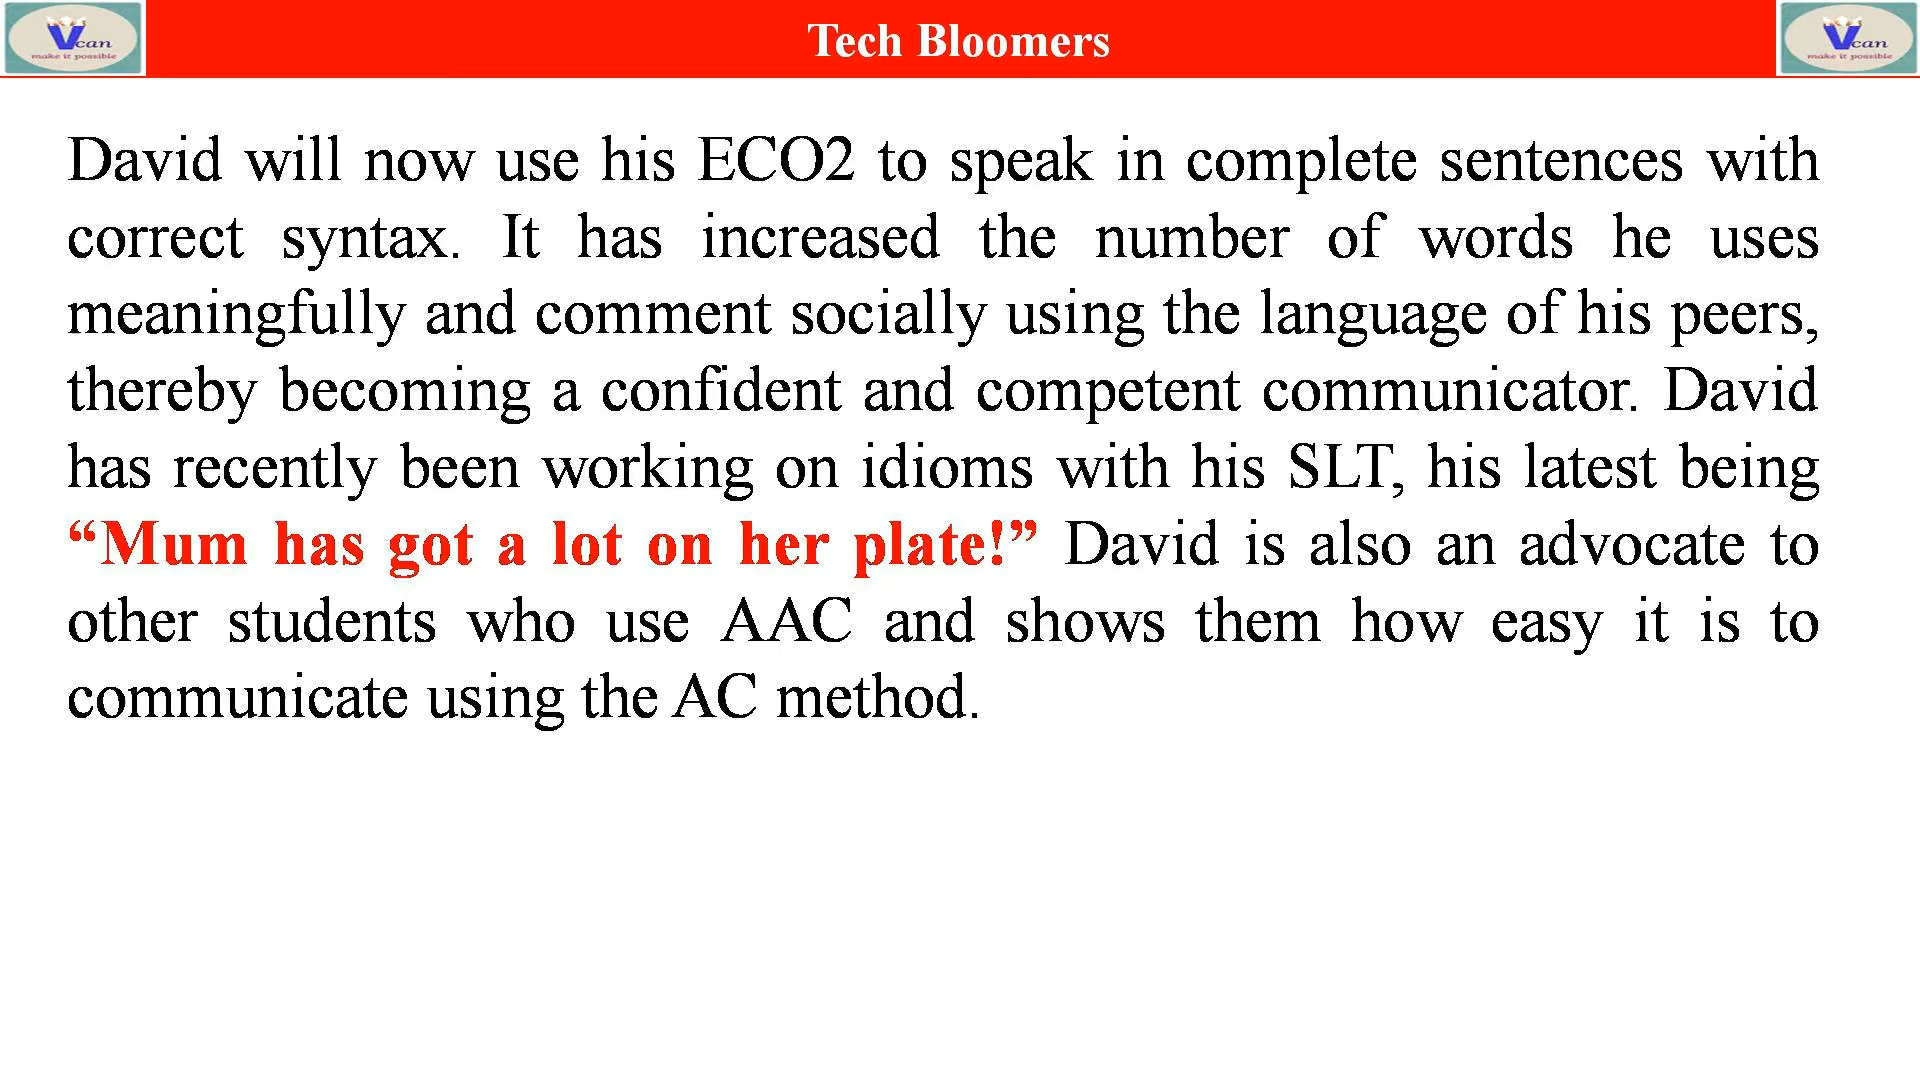 Vcan
make it possible
Tech Bloomers
Vcan
make it possible
David will now use his ECO2 to speak in complete sentences with
correct syntax. It has increased the number of words he uses
meaningfully and comment socially using the language of his peers,
thereby becoming a confident and competent communicator. David
has recently been working on idioms with his SLT, his latest being
“Mum has got a lot on her plate!” David is also an advocate to
other students who use AAC and shows them how easy it is to
communicate using the AC method.